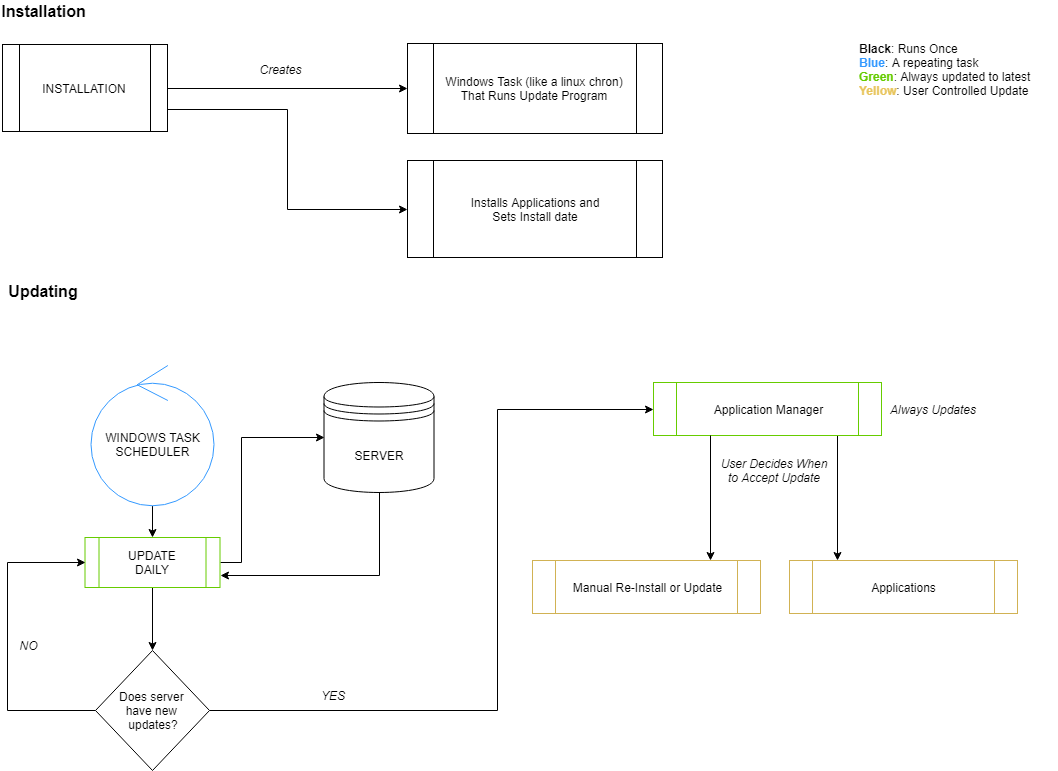 Installation
INSTALLATION
Creates
Windows Task (like a linux chron)
That Runs Update Program
Installs Applications and
Sets Install date
Black: Runs Once
Blue: A repeating task
Green: Always updated to latest
Yellow: User Controlled Update
Updating
WINDOWS TASK
SCHEDULER
SERVER
UPDATE
DAILY
NO
Does server
have new
updates?
YES
Application Manager
Always Updates
User Decides When
to Accept Update
Manual Re-Install or Update
Applications